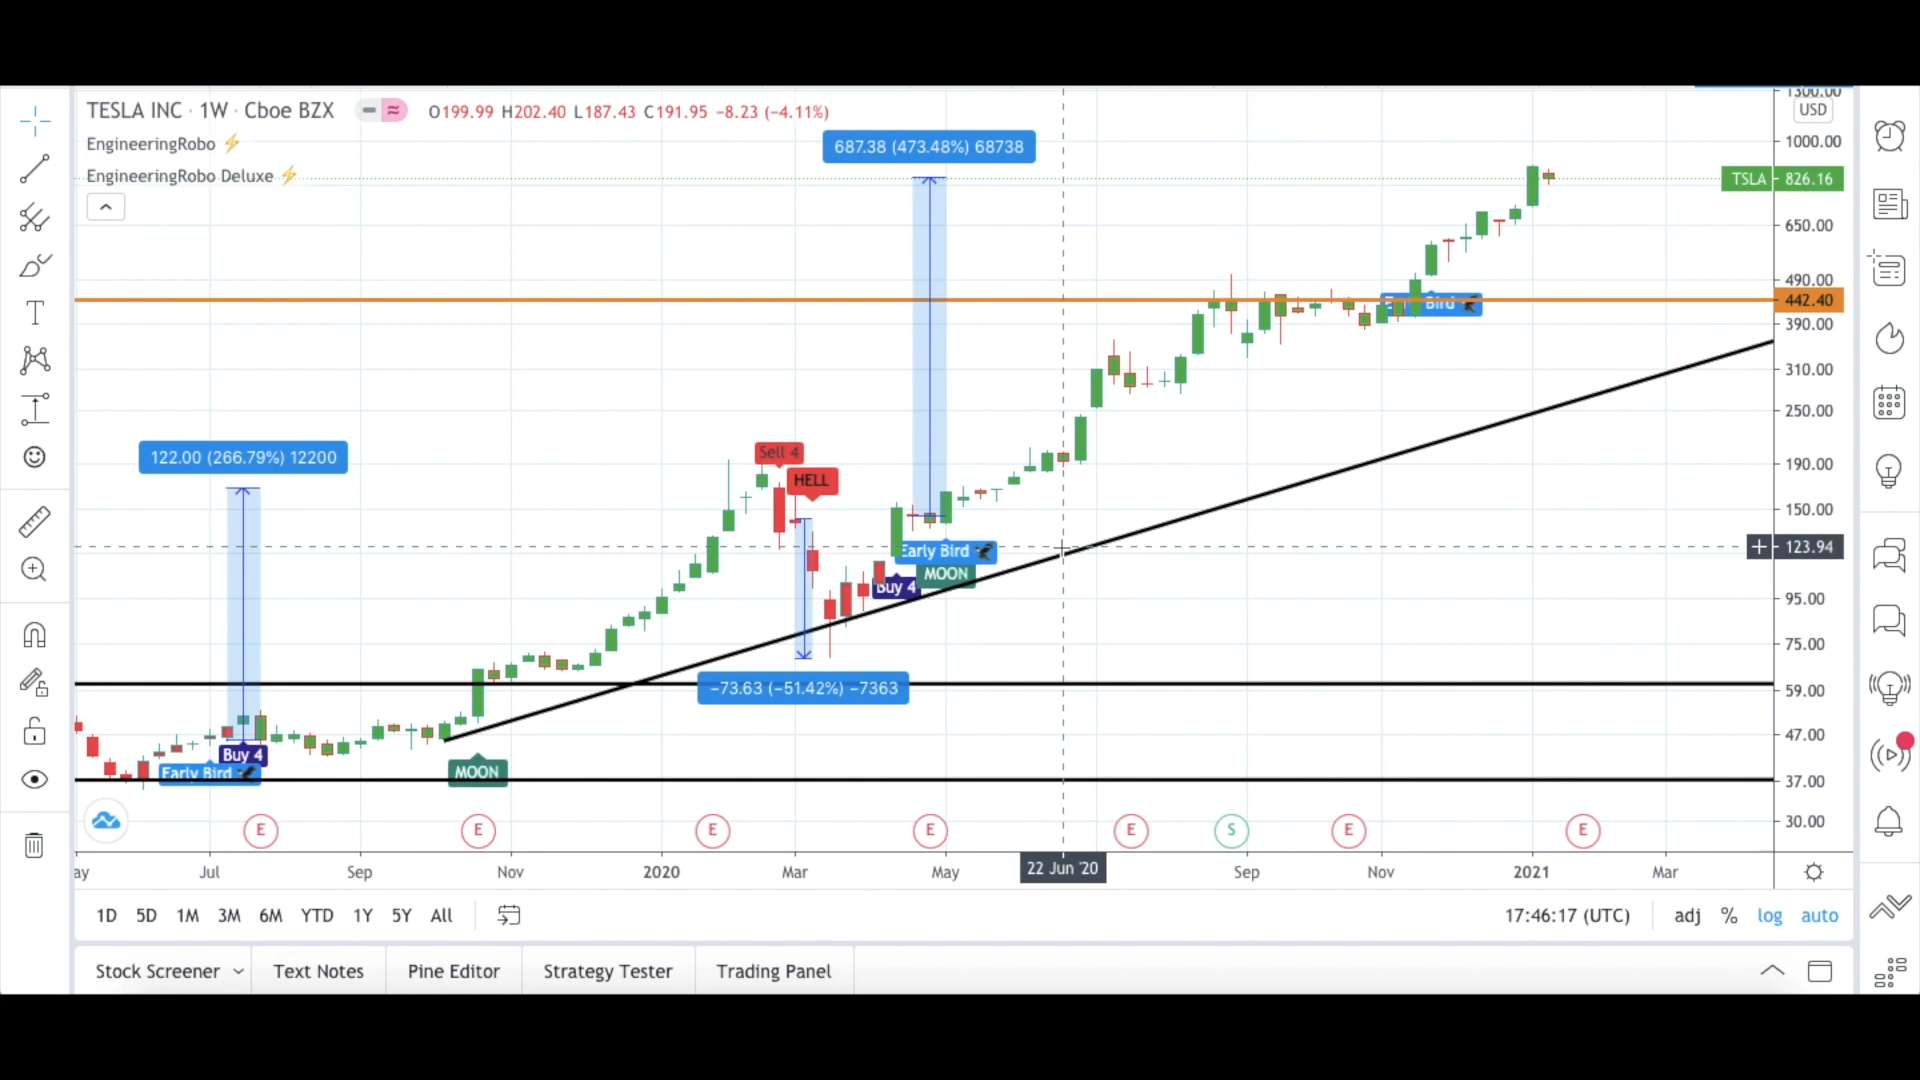 TESLA INC · 1W · Cboe BZX O199.99 H202.40 L187.43 C191.95 −8.23 (−4.11%)
EngineeringRobo
EngineeringRobo Deluxe
687.38 (473.48%) 68738
1300.00
USD
1000.00
TSLA 826.16
650.00
490.00
442.40
Bird
390.00
310.00
250.00
122.00 (266.79%) 12200
Sell 4
HELL
190.00
150.00
Early Bird
MOON
Buy 4
123.94
95.00
75.00
−73.63 (−51.42%) −7363
59.00
47.00
Buy 4
Early Bird
MOON
37.00
E E E E E S E E
30.00
ay Jul Sep Nov 2020 Mar May 22 Jun '20 Sep Nov 2021 Mar
1D 5D 1M 3M 6M YTD 1Y 5Y All 17:46:17 (UTC) adj % log auto
Stock Screener Text Notes Pine Editor Strategy Tester Trading Panel